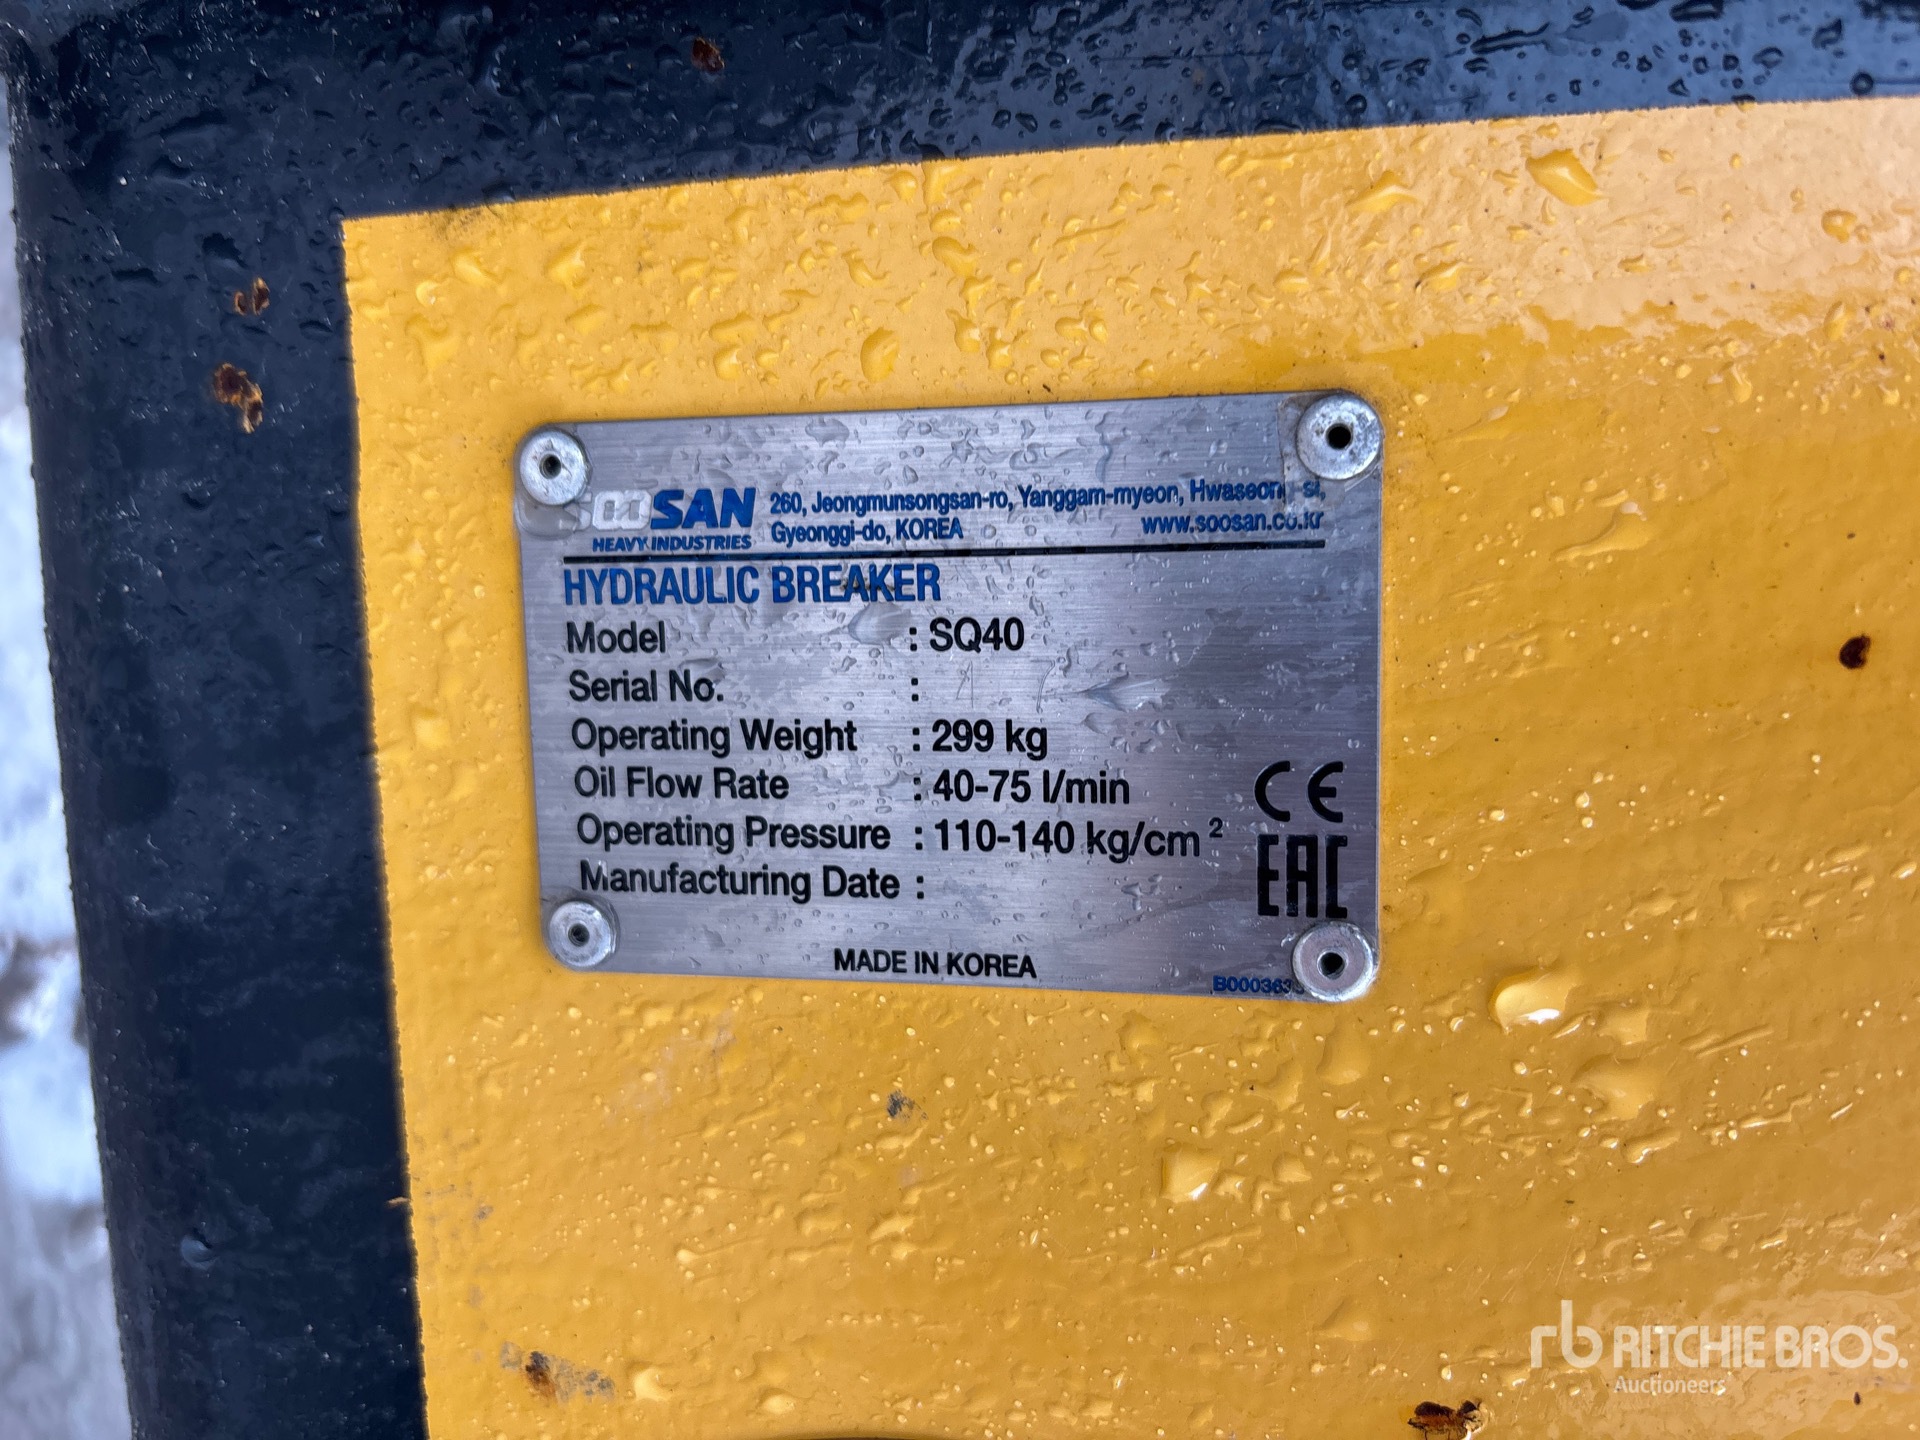 SOOSAN
HEAVY INDUSTRIES
260, Jeongmunsongsan-ro, Yanggam-myeon, Hwaseong-si,
Gyeonggi-do, KOREA
www.soosan.co.kr
HYDRAULIC BREAKER
Model : SQ40
Serial No. :
Operating Weight : 299 kg
Oil Flow Rate : 40-75 l/min
Operating Pressure : 110-140 kg/cm²
Manufacturing Date :
CE
EAC
MADE IN KOREA
rb RITCHIE BROS.
Auctioneers